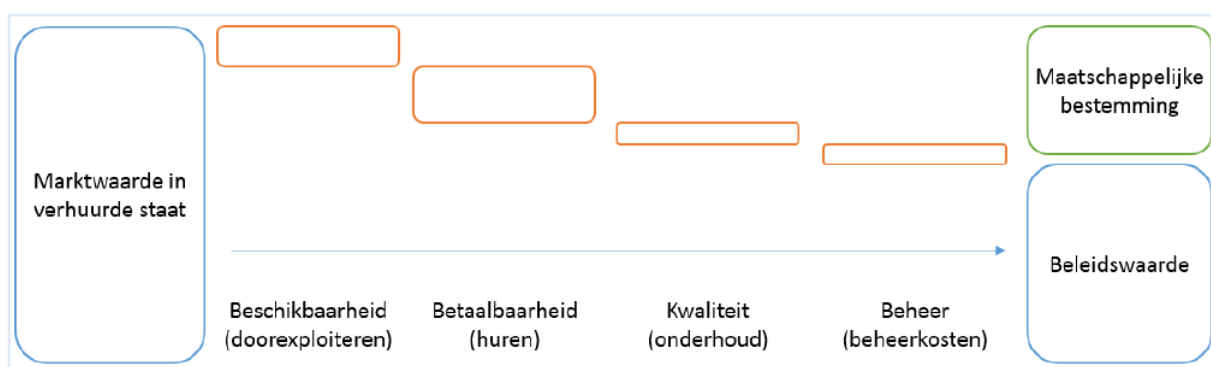 Marktwaarde in
verhuurde staat
Beschikbaarheid
(doorexploiteren)
Betaalbaarheid
(huren)
Kwaliteit
(onderhoud)
Beheer
(beheerkosten)
Maatschappelijke
bestemming
Beleidswaarde